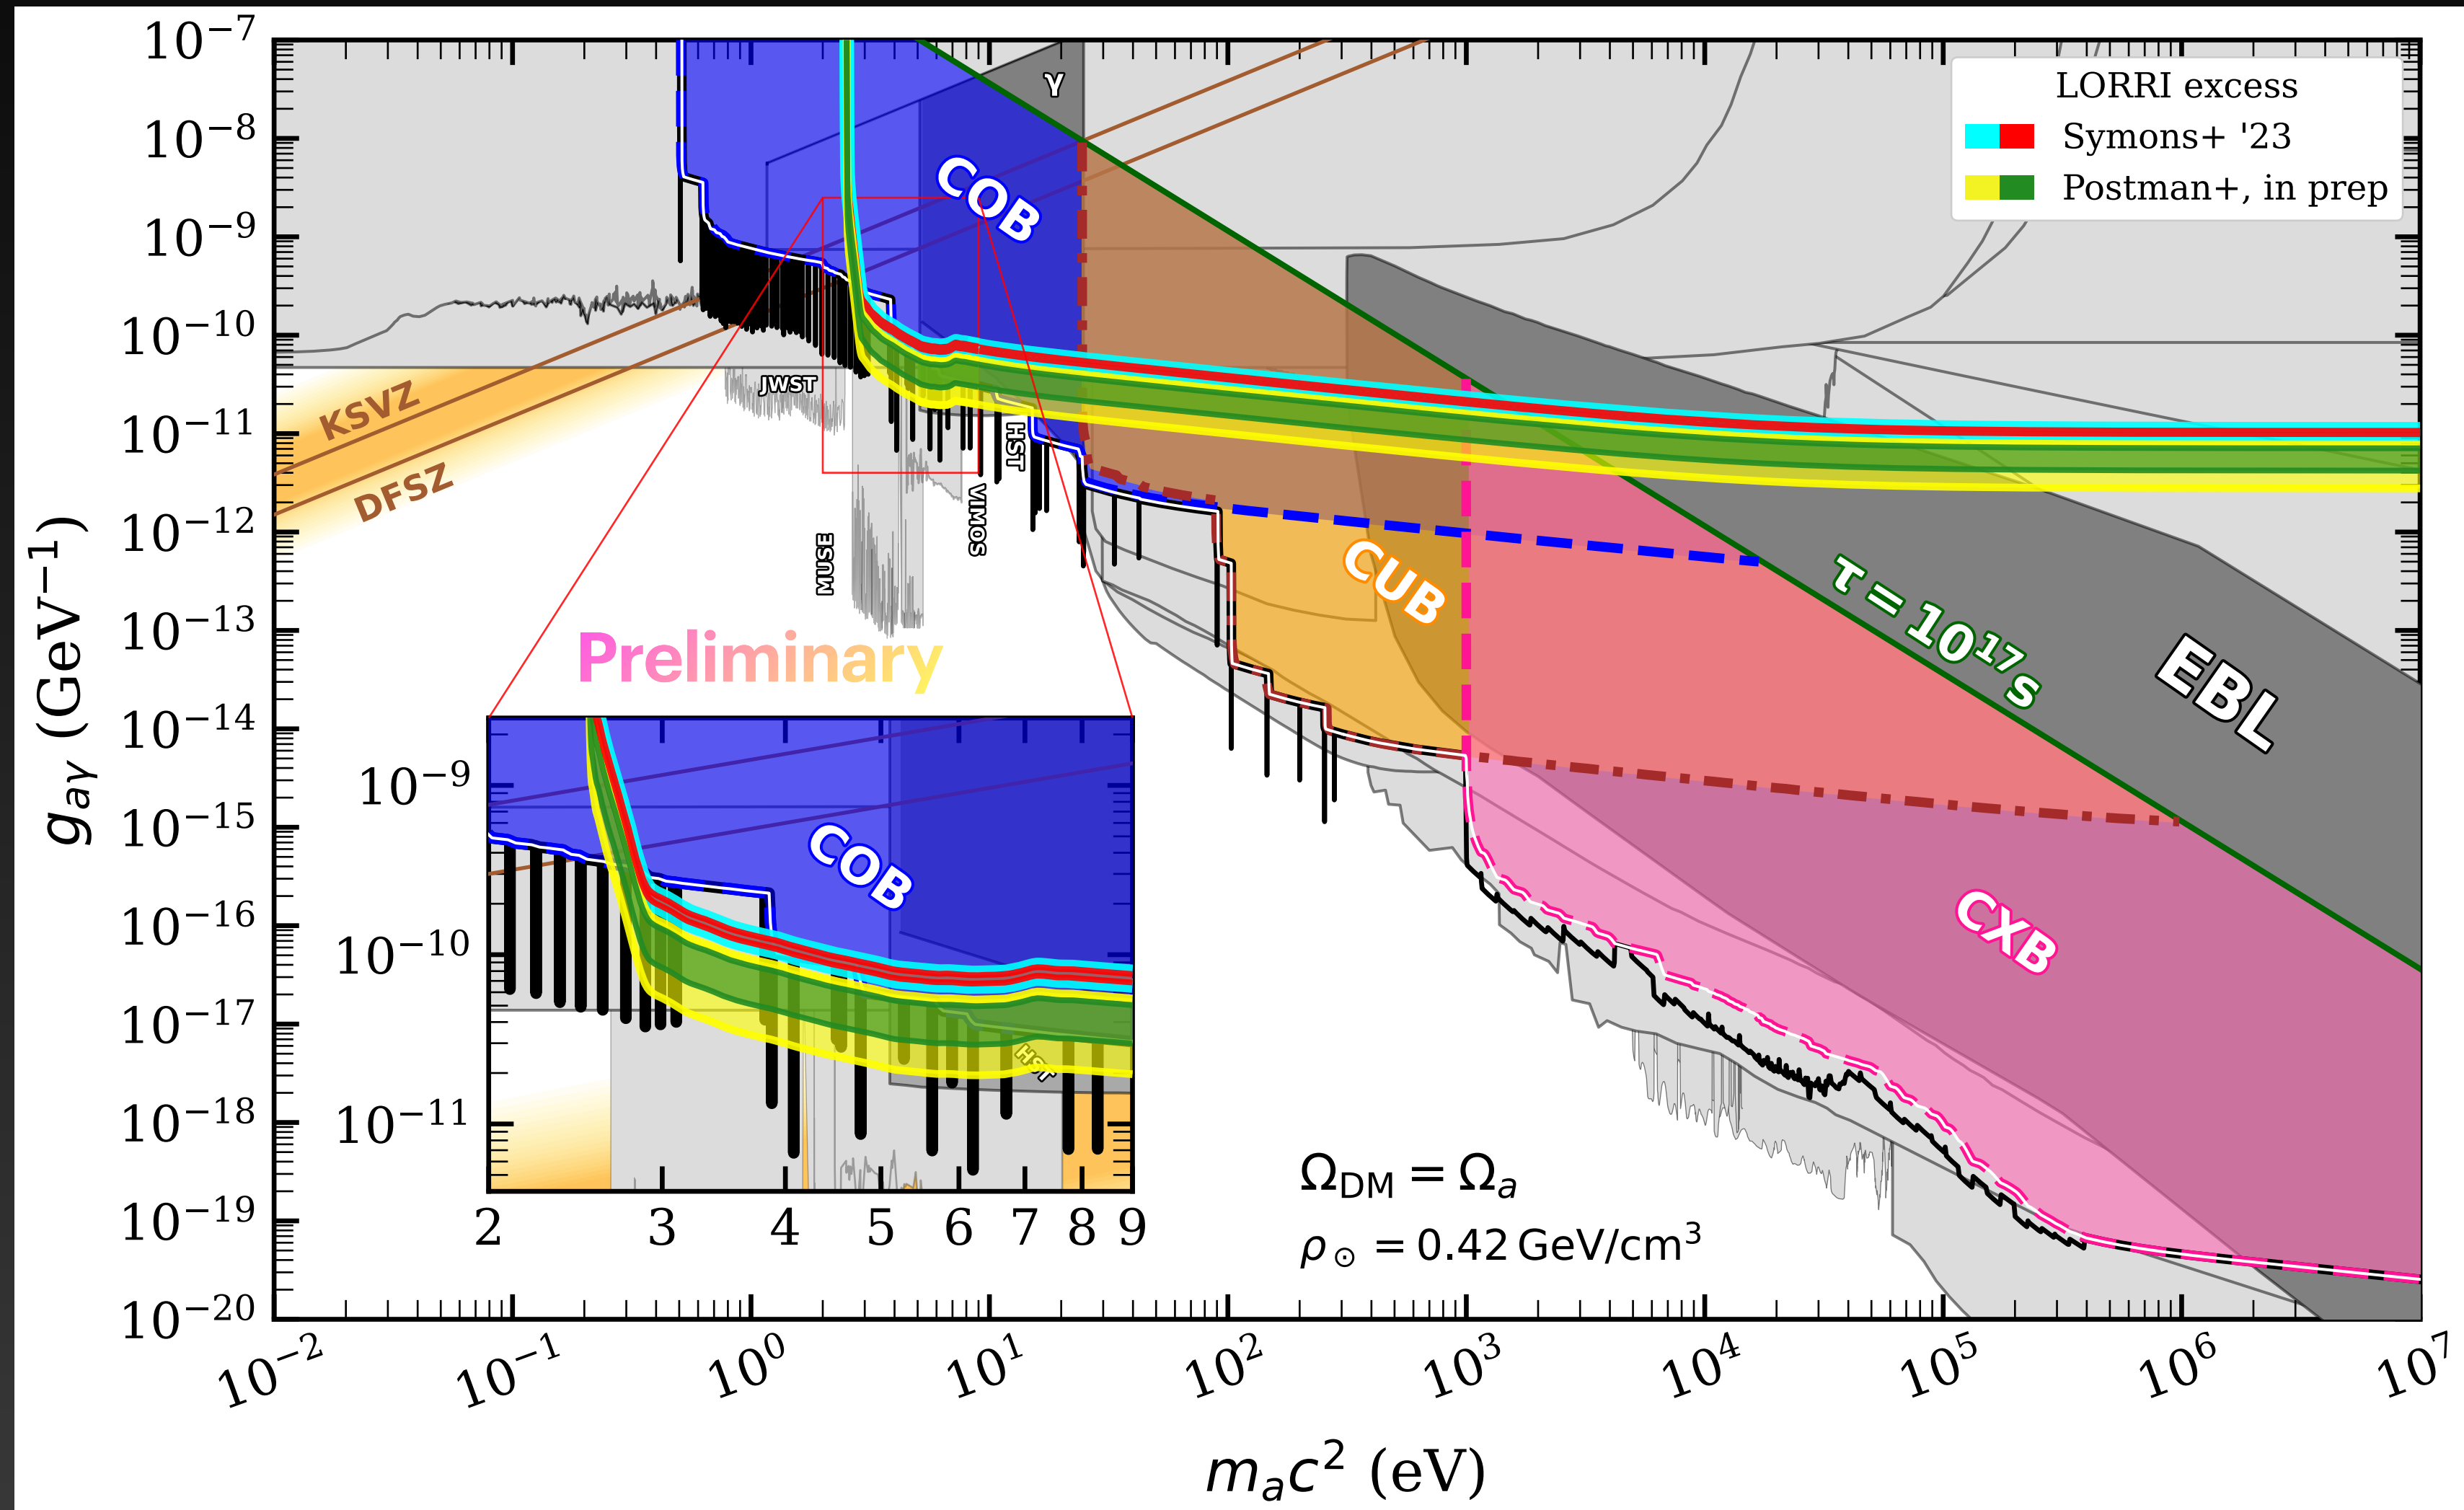 10⁻⁷
10⁻⁸
10⁻⁹
10⁻¹⁰
10⁻¹¹
10⁻¹²
10⁻¹³
10⁻¹⁴
10⁻¹⁵
10⁻¹⁶
10⁻¹⁷
10⁻¹⁸
10⁻¹⁹
10⁻²⁰
gₐᵧ (GeV⁻¹)
LORRI excess
Symons+ '23
Postman+, in prep
γ
COB
KSVZ
DFSZ
JWST
HST
VIMOS
MUSE
CUB
τ = 10¹⁷s
EBL
CXB
Preliminary
10⁻⁹
10⁻¹⁰
10⁻¹¹
COB
HST
2 3 4 5 6 7 8 9
Ω_DM = Ωₐ
ρ_⊙ = 0.42 GeV/cm³
10⁻² 10⁻¹ 10⁰ 10¹ 10² 10³ 10⁴ 10⁵ 10⁶ 10⁷
mₐc² (eV)